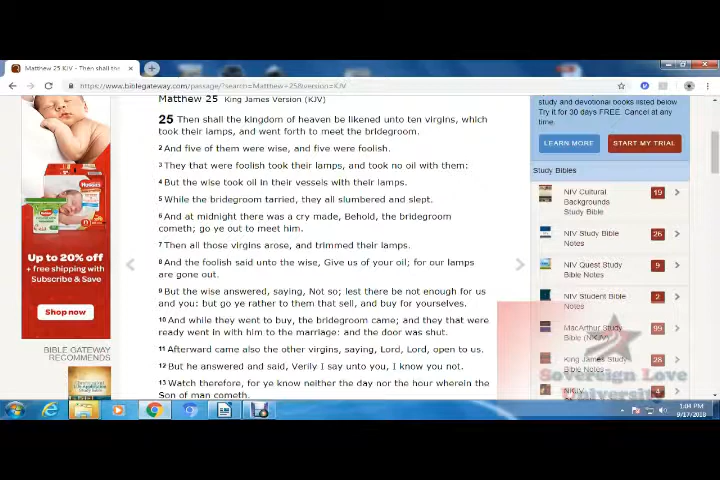 Matthew 25 KJV - Then shall the
https://www.biblegateway.com/passage/?search=Matthew+25&version=KJV
Matthew 25 King James Version (KJV)
25 Then shall the kingdom of heaven be likened unto ten virgins, which
took their lamps, and went forth to meet the bridegroom.
2 And five of them were wise, and five were foolish.
3 They that were foolish took their lamps, and took no oil with them:
4 But the wise took oil in their vessels with their lamps.
5 While the bridegroom tarried, they all slumbered and slept.
6 And at midnight there was a cry made, Behold, the bridegroom
cometh; go ye out to meet him.
7 Then all those virgins arose, and trimmed their lamps.
8 And the foolish said unto the wise, Give us of your oil; for our lamps
are gone out.
9 But the wise answered, saying, Not so; lest there be not enough for us
and you: but go ye rather to them that sell, and buy for yourselves.
10 And while they went to buy, the bridegroom came; and they that were
ready went in with him to the marriage: and the door was shut.
11 Afterward came also the other virgins, saying, Lord, Lord, open to us.
12 But he answered and said, Verily I say unto you, I know you not.
13 Watch therefore, for ye know neither the day nor the hour wherein the
Son of man cometh.
Up to 20% off
+ free shipping with
Subscribe & Save
Shop now
BIBLE GATEWAY
RECOMMENDS
study and devotional books listed below
Try it for 30 days FREE. Cancel at any
time.
LEARN MORE
START MY TRIAL
Study Bibles
NIV Cultural
Backgrounds
Study Bible
19
NIV Study Bible
Notes
26
NIV Quest Study
Bible Notes
9
NIV Student Bible
Notes
2
MacArthur Study
Bible (NKJV)
99
King James Study
Bible Notes
28
NKJV
4
Sovereign Love
University
1:04 PM
9/17/2018